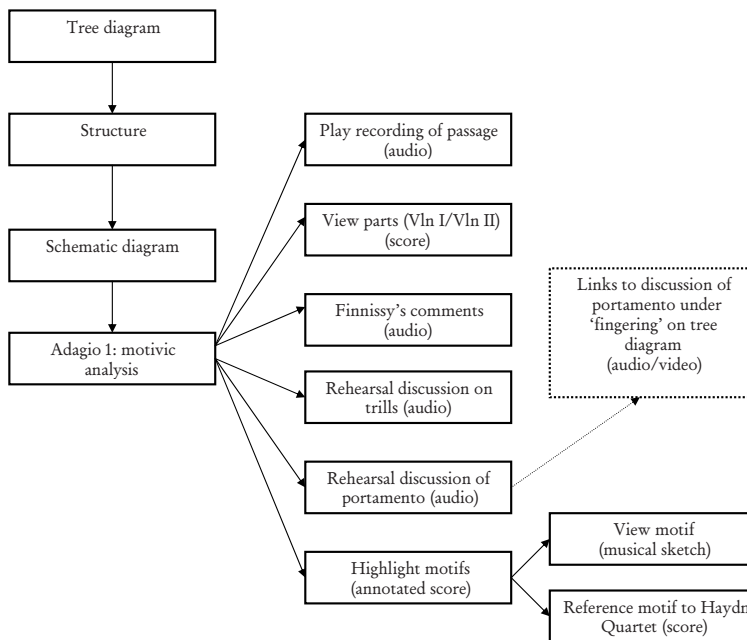 Tree diagram
Structure
Schematic diagram
Adagio 1: motivic
analysis
Play recording of passage
(audio)
View parts (Vln I/Vln II)
(score)
Finnissy’s comments
(audio)
Rehearsal discussion on
trills (audio)
Rehearsal discussion of
portamento (audio)
Highlight motifs
(annotated score)
Links to discussion of
portamento under
‘fingering’ on tree
diagram
(audio/video)
View motif
(musical sketch)
Reference motif to Haydn
Quartet (score)